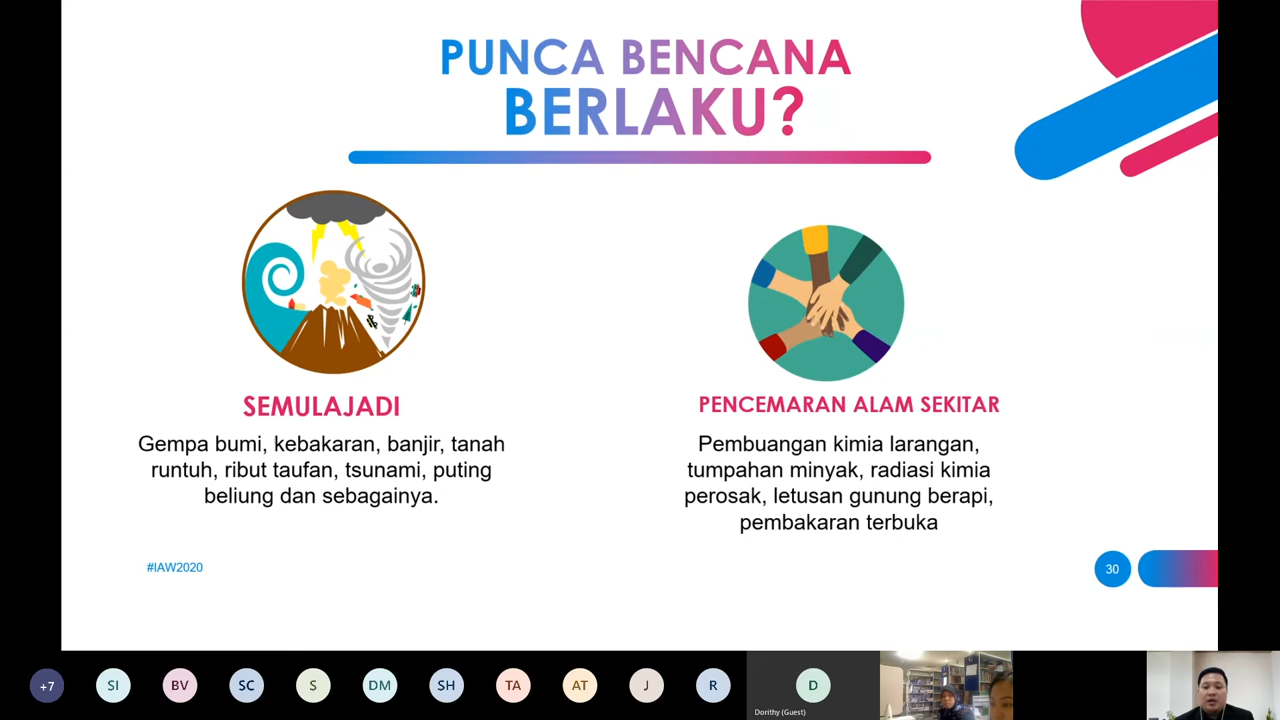 PUNCA BENCANA
BERLAKU?
SEMULAJADI
Gempa bumi, kebakaran, banjir, tanah
runtuh, ribut taufan, tsunami, puting
beliung dan sebagainya.
PENCEMARAN ALAM SEKITAR
Pembuangan kimia larangan,
tumpahan minyak, radiasi kimia
perosak, letusan gunung berapi,
pembakaran terbuka
#IAW2020
30
+7
SI
BV
SC
S
DM
SH
TA
AT
J
R
D
Dorithy (Guest)